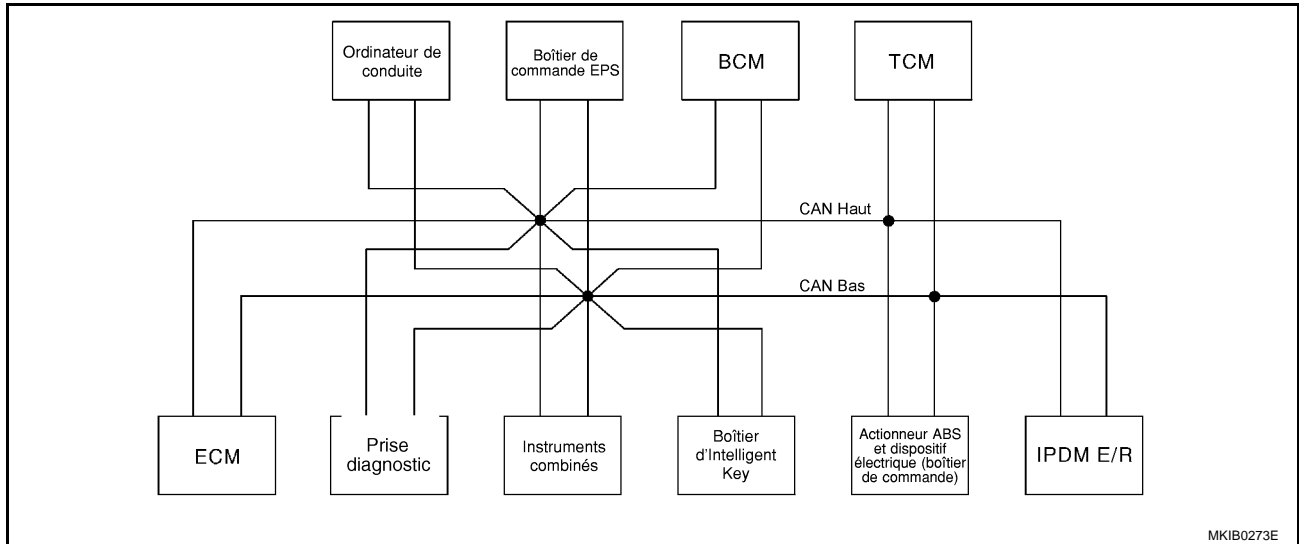 Ordinateur de
conduite
Boîtier de
commande EPS
BCM
TCM
CAN Haut
CAN Bas
ECM
Prise
diagnostic
Instruments
combinés
Boîtier
d'Intelligent
Key
Actionneur ABS
et dispositif
électrique (boîtier
de commande)
IPDM E/R
MKIB0273E